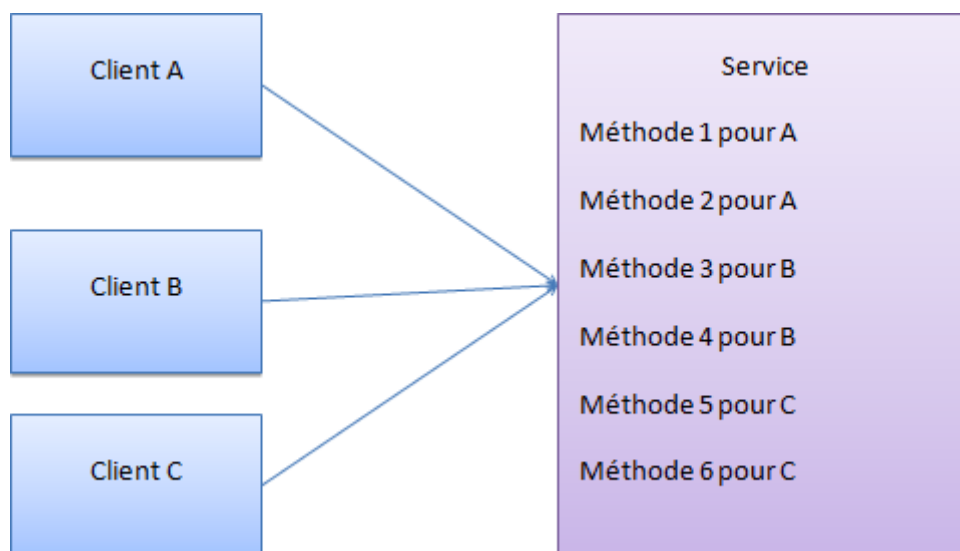 Client A
Client B
Client C
Service
Méthode 1 pour A
Méthode 2 pour A
Méthode 3 pour B
Méthode 4 pour B
Méthode 5 pour C
Méthode 6 pour C